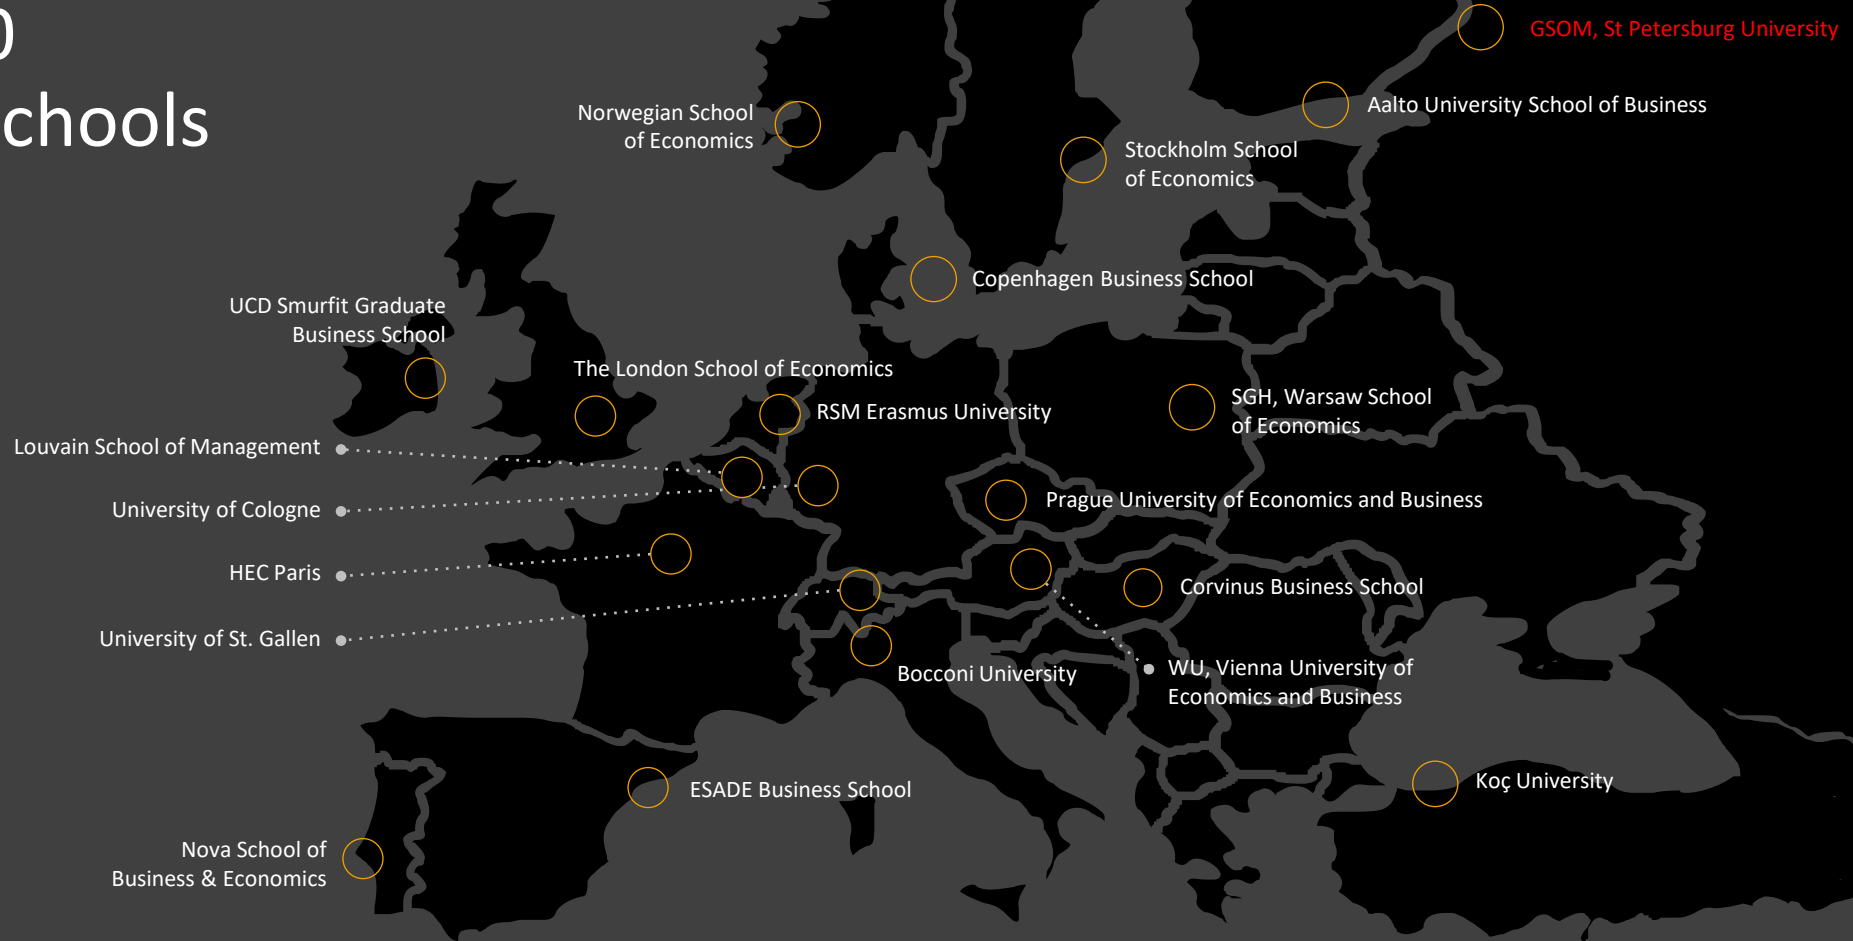 0
chools
GSOM, St Petersburg University
Aalto University School of Business
Norwegian School
of Economics
Stockholm School
of Economics
Copenhagen Business School
UCD Smurfit Graduate
Business School
The London School of Economics
RSM Erasmus University
SGH, Warsaw School
of Economics
Louvain School of Management
University of Cologne
Prague University of Economics and Business
HEC Paris
Corvinus Business School
University of St. Gallen
Bocconi University
WU, Vienna University of
Economics and Business
ESADE Business School
Koç University
Nova School of
Business & Economics